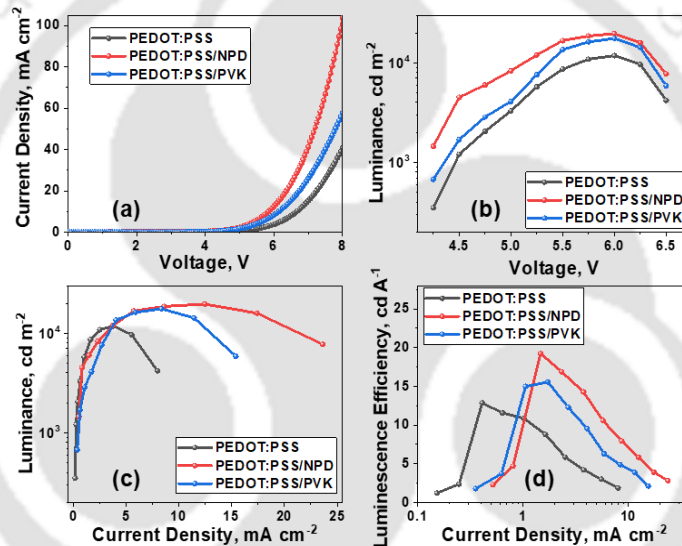 100
80
60
40
20
0
Current Density, mA cm⁻²
PEDOT:PSS
PEDOT:PSS/NPD
PEDOT:PSS/PVK
(a)
0 2 4 6 8
Voltage, V
10⁴
10³
Luminance, cd m⁻²
(b)
PEDOT:PSS
PEDOT:PSS/NPD
PEDOT:PSS/PVK
4.5 5.0 5.5 6.0 6.5
Voltage, V
10⁴
10³
Luminance, cd m⁻²
(c)
PEDOT:PSS
PEDOT:PSS/NPD
PEDOT:PSS/PVK
0 5 10 15 20 25
Current Density, mA cm⁻²
25
20
15
10
5
0
Luminescence Efficiency, cd A⁻¹
PEDOT:PSS
PEDOT:PSS/NPD
PEDOT:PSS/PVK
(d)
0.1 1 10
Current Density, mA cm⁻²